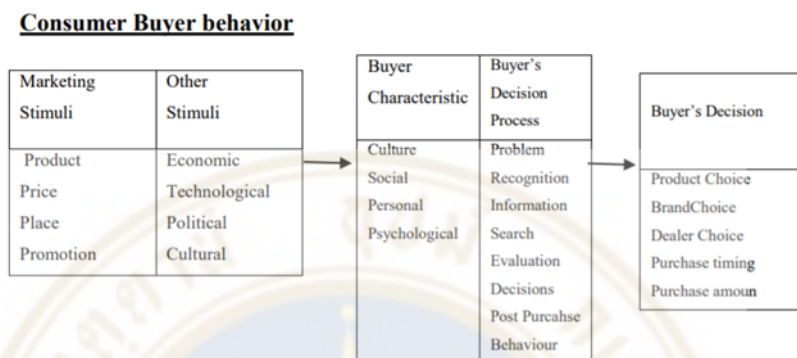 Consumer Buyer behavior
Marketing
Stimuli
Other
Stimuli
Product
Price
Place
Promotion
Economic
Technological
Political
Cultural
Buyer
Characteristic
Buyer's
Decision
Process
Culture
Social
Personal
Psychological
Problem
Recognition
Information
Search
Evaluation
Decisions
Post Purcahse
Behaviour
Buyer's Decision
Product Choice
BrandChoice
Dealer Choice
Purchase timing
Purchase amoun